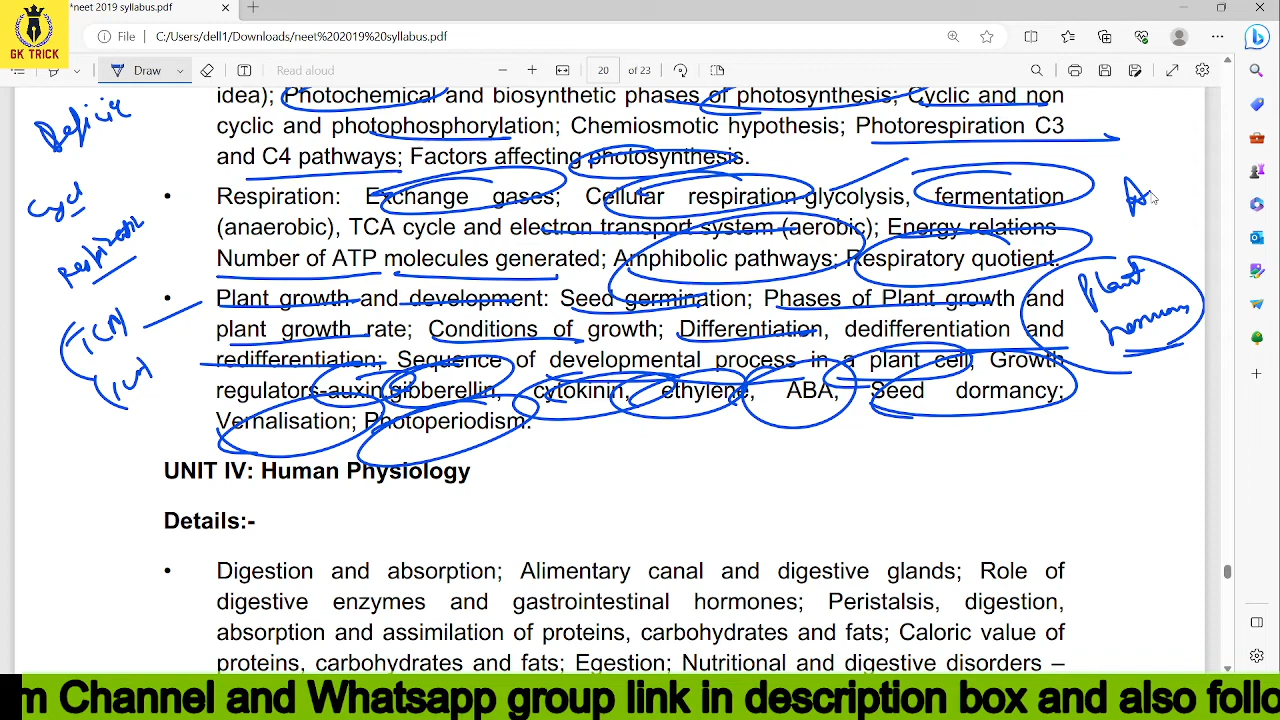 *neet 2019 syllabus.pdf
GK TRICK
File
C:/Users/dell1/Downloads/neet%202019%20syllabus.pdf
Draw
Read aloud
20
of 23
idea); Photochemical and biosynthetic phases of photosynthesis; Cyclic and non
cyclic and photophosphorylation; Chemiosmotic hypothesis; Photorespiration C3
and C4 pathways; Factors affecting photosynthesis.
• Respiration: Exchange gases; Cellular respiration-glycolysis, fermentation
(anaerobic), TCA cycle and electron transport system (aerobic); Energy relations-
Number of ATP molecules generated; Amphibolic pathways; Respiratory quotient.
• Plant growth and development: Seed germination; Phases of Plant growth and
plant growth rate; Conditions of growth; Differentiation, dedifferentiation and
redifferentiation; Sequence of developmental process in a plant cell; Growth
regulators-auxin,gibberellin, cytokinin, ethylene, ABA, Seed dormancy;
Vernalisation; Photoperiodism.
Plant
UNIT IV: Human Physiology
Details:-
• Digestion and absorption; Alimentary canal and digestive glands; Role of
digestive enzymes and gastrointestinal hormones; Peristalsis, digestion,
absorption and assimilation of proteins, carbohydrates and fats; Caloric value of
proteins, carbohydrates and fats; Egestion; Nutritional and digestive disorders –
m Channel and Whatsapp group link in description box and also follo